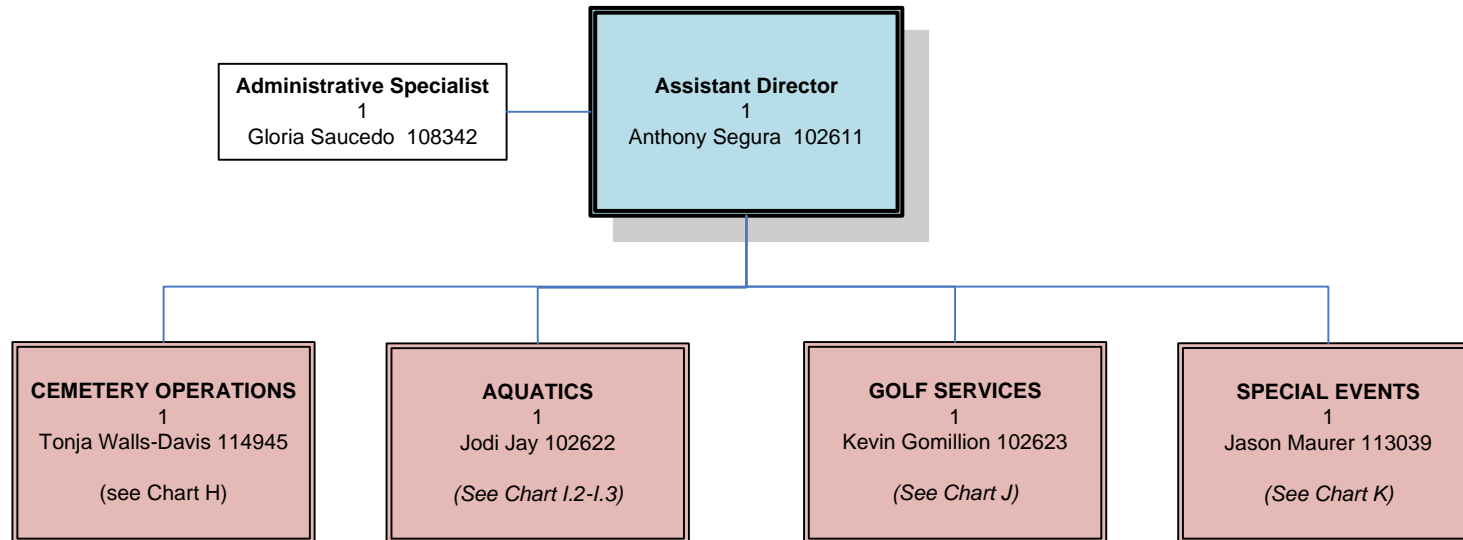 Administrative Specialist
1
Gloria Saucedo 108342
Assistant Director
1
Anthony Segura 102611
CEMETERY OPERATIONS
1
Tonja Walls-Davis 114945
(see Chart H)
AQUATICS
1
Jodi Jay 102622
(See Chart I.2-I.3)
GOLF SERVICES
1
Kevin Gomillion 102623
(See Chart J)
SPECIAL EVENTS
1
Jason Maurer 113039
(See Chart K)